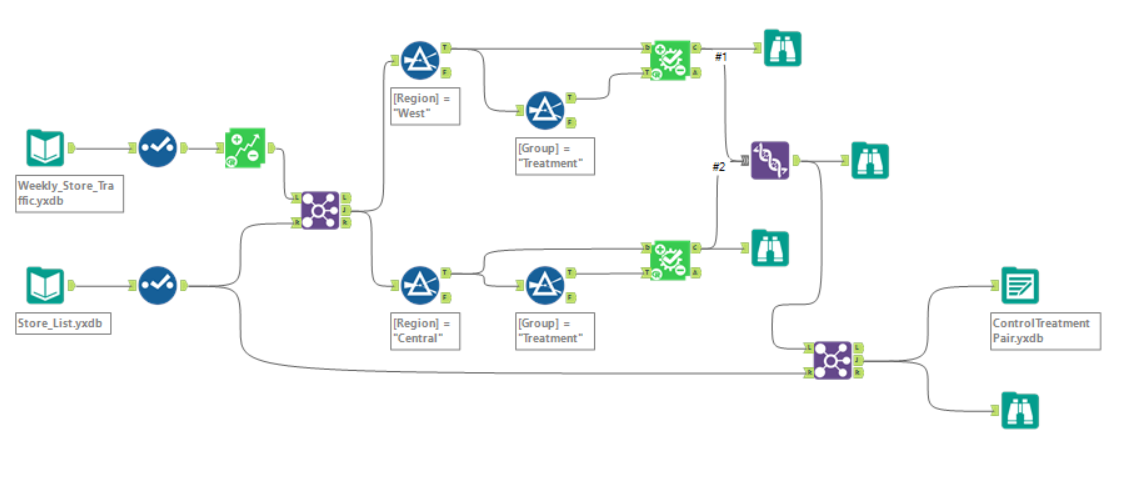 [Region] =
"West"
[Group] =
"Treatment"
#1
#2
Weekly_Store_Tra
ffic.yxdb
Store_List.yxdb
[Region] =
"Central"
[Group] =
"Treatment"
ControlTreatment
Pair.yxdb
T
F
T
F
D
T
C
A
L
R
L
J
R
T
F
T
F
D
T
C
A
L
R
L
J
R